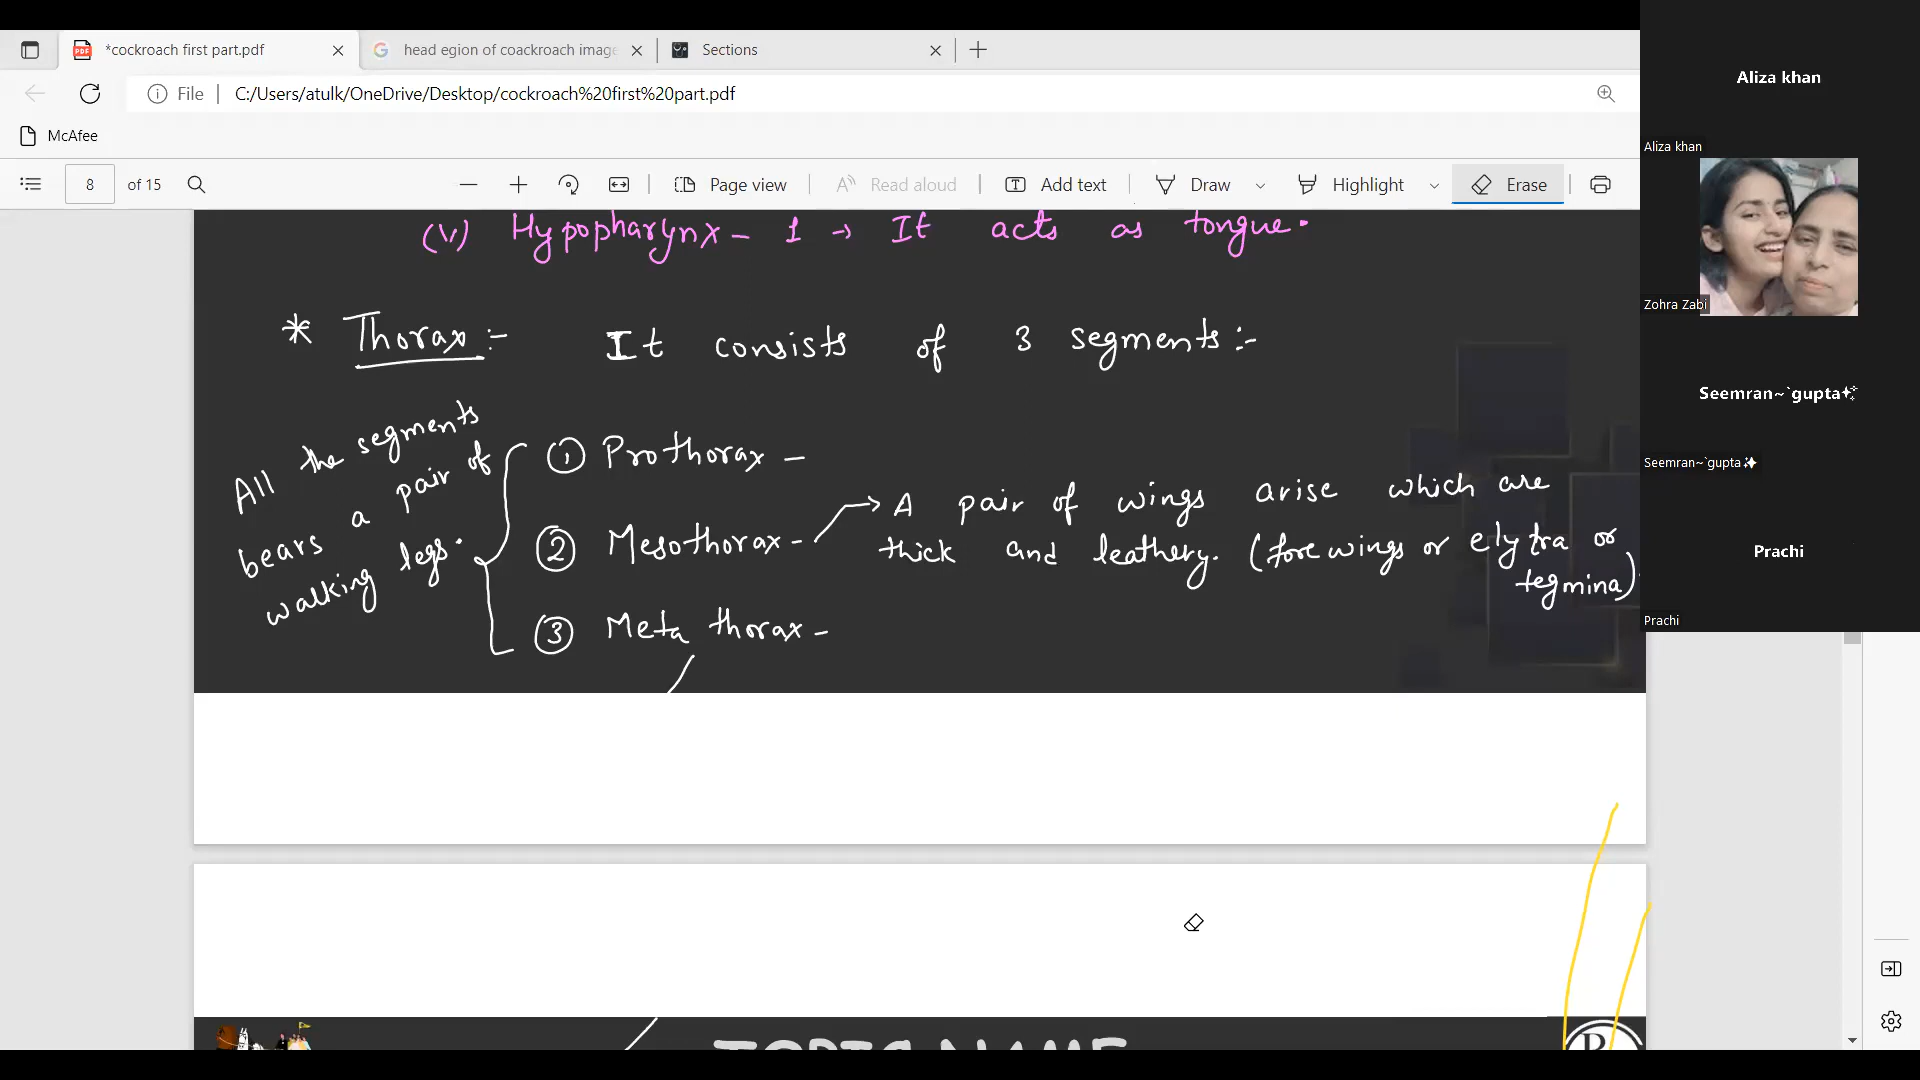 *cockroach first part.pdf
head egion of coackroach image
Sections
File
C:/Users/atulk/OneDrive/Desktop/cockroach%20first%20part.pdf
McAfee
8 of 15
Page view
Read aloud
Add text
Draw
Highlight
Erase
(V) Hypopharynx - 1 → It acts as tongue.
* Thorax :- It consists of 3 segments :-
All the segments
bears a pair of
walking legs.
① Prothorax -
② Mesothorax - → A pair of wings arise which are
thick and leathery. (fore wings or elytra or
tegmina).
③ Meta thorax -
TOPIC NAME
Aliza khan
Aliza khan
Zohra Zabi
Seemran~`gupta✨
Seemran~`gupta✨
Prachi
Prachi